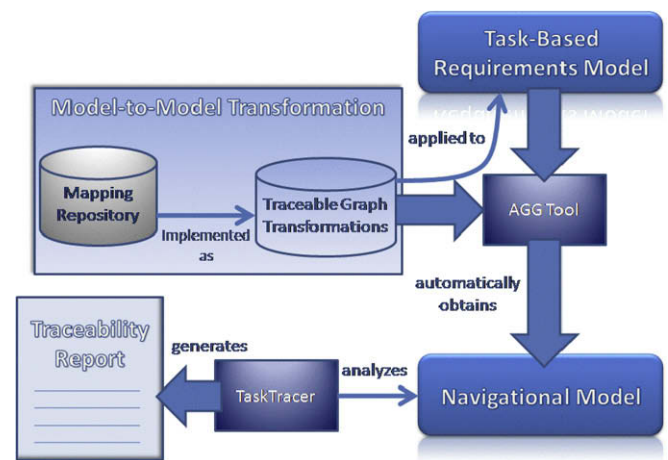 Task-Based
Requirements Model
Model-to-Model Transformation
applied to
Mapping
Repository
Implemented
as
Traceable Graph
Transformations
AGG Tool
automatically
obtains
Traceability
Report
generates
TaskTracer
analyzes
Navigational Model